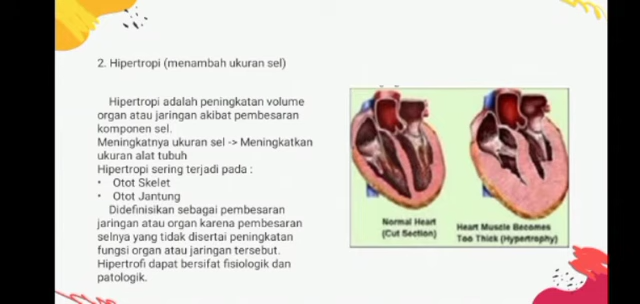 2. Hipertropi (menambah ukuran sel)
Hipertropi adalah peningkatan volume
organ atau jaringan akibat pembesaran
komponen sel.
Meningkatnya ukuran sel -> Meningkatkan
ukuran alat tubuh
Hipertropi sering terjadi pada :
• Otot Skelet
• Otot Jantung
Didefinisikan sebagai pembesaran
jaringan atau organ karena pembesaran
selnya yang tidak disertai peningkatan
fungsi organ atau jaringan tersebut.
Hipertrofi dapat bersifat fisiologik dan
patologik.
Normal Heart
(Cut Section)
Heart Muscle Becomes
Too Thick (Hypertrophy)